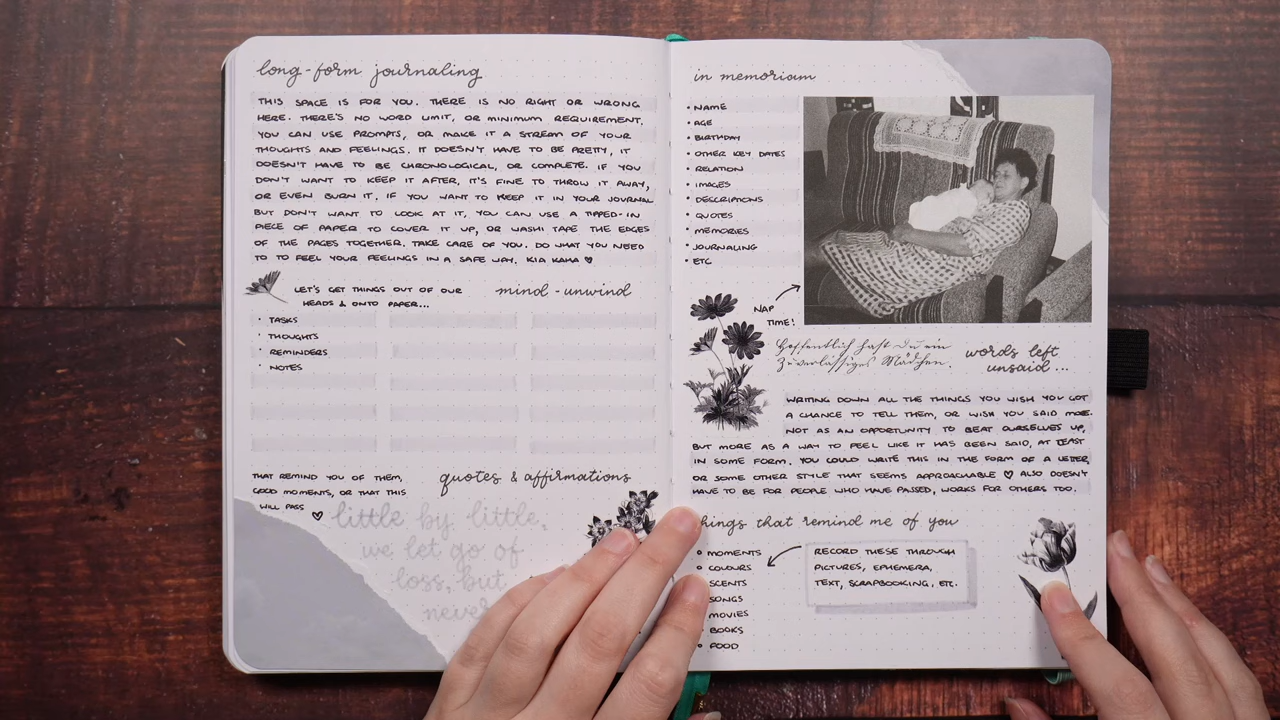 long-form journaling
THIS SPACE IS FOR YOU. THERE IS NO RIGHT OR WRONG
HERE. THERE'S NO WORD LIMIT, OR MINIMUM REQUIREMENT,
YOU CAN USE PROMPTS, OR MAKE IT A STREAM OF YOUR
THOUGHTS AND FEELINGS. IT DOESN'T HAVE TO BE PRETTY, IT
DOESN'T HAVE TO BE CHRONOLOGICAL, OR COMPLETE. IF YOU
DON'T WANT TO KEEP IT AFTER, IT'S FINE TO THROW IT AWAY,
OR EVEN BURN IT. IF YOU WANT TO KEEP IT IN YOUR JOURNAL
BUT DON'T WANT TO LOOK AT IT, YOU CAN USE A TIPPED-IN
PIECE OF PAPER TO COVER IT UP, OR WASHI TAPE THE EDGES
OF THE PAGES TOGETHER. TAKE CARE OF YOU. DO WHAT YOU NEED
TO TO FEEL YOUR FEELINGS IN A SAFE WAY. KIA KAHA ♡
LET'S GET THINGS OUT OF OUR
HEADS & ONTO PAPER...
mind-unwind
• TASKS
• THOUGHTS
• REMINDERS
• NOTES
THAT REMIND YOU OF THEM,
GOOD MOMENTS, OR THAT THIS
WILL PASS ♡
quotes & affirmations
little by little,
we let go of
loss, but
never
in memoriam
• NAME
• AGE
• BIRTHDAY
• OTHER KEY DATES
• RELATION
• IMAGES
• DESCRIPTIONS
• QUOTES
• MEMORIES
• JOURNALING
• ETC
NAP
TIME!
Hoffentlich hast Du ein
Zuverlässiges Mädchen.
words left
unsaid...
WRITING DOWN ALL THE THINGS YOU WISH YOU GOT
A CHANCE TO TELL THEM, OR WISH YOU SAID MORE.
NOT AS AN OPPORTUNITY TO BEAT OURSELVES UP,
BUT MORE AS A WAY TO FEEL LIKE IT HAS BEEN SAID, AT LEAST
IN SOME FORM. YOU COULD WRITE THIS IN THE FORM OF A LETTER,
OR SOME OTHER STYLE THAT SEEMS APPROACHABLE ♡ ALSO DOESN'T
HAVE TO BE FOR PEOPLE WHO HAVE PASSED, WORKS FOR OTHERS TOO.
things that remind me of you
• MOMENTS
• COLOURS
• SCENTS
SONGS
MOVIES
• BOOKS
• FOOD
RECORD THESE THROUGH
PICTURES, EPHEMERA,
TEXT, SCRAPBOOKING, ETC.